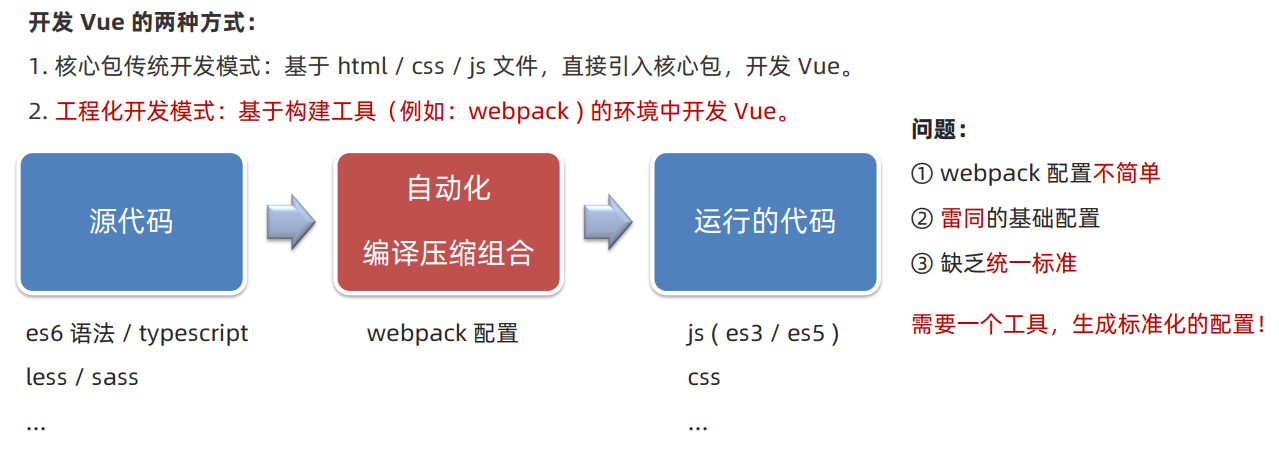 开发 Vue 的两种方式：
1. 核心包传统开发模式：基于 html / css / js 文件，直接引入核心包，开发 Vue。
2. 工程化开发模式：基于构建工具（例如：webpack ) 的环境中开发 Vue。
源代码
自动化
编译压缩组合
运行的代码
es6 语法 / typescript
less / sass
...
webpack 配置
js ( es3 / es5 )
css
...
问题：
① webpack 配置不简单
② 雷同的基础配置
③ 缺乏统一标准
需要一个工具，生成标准化的配置！